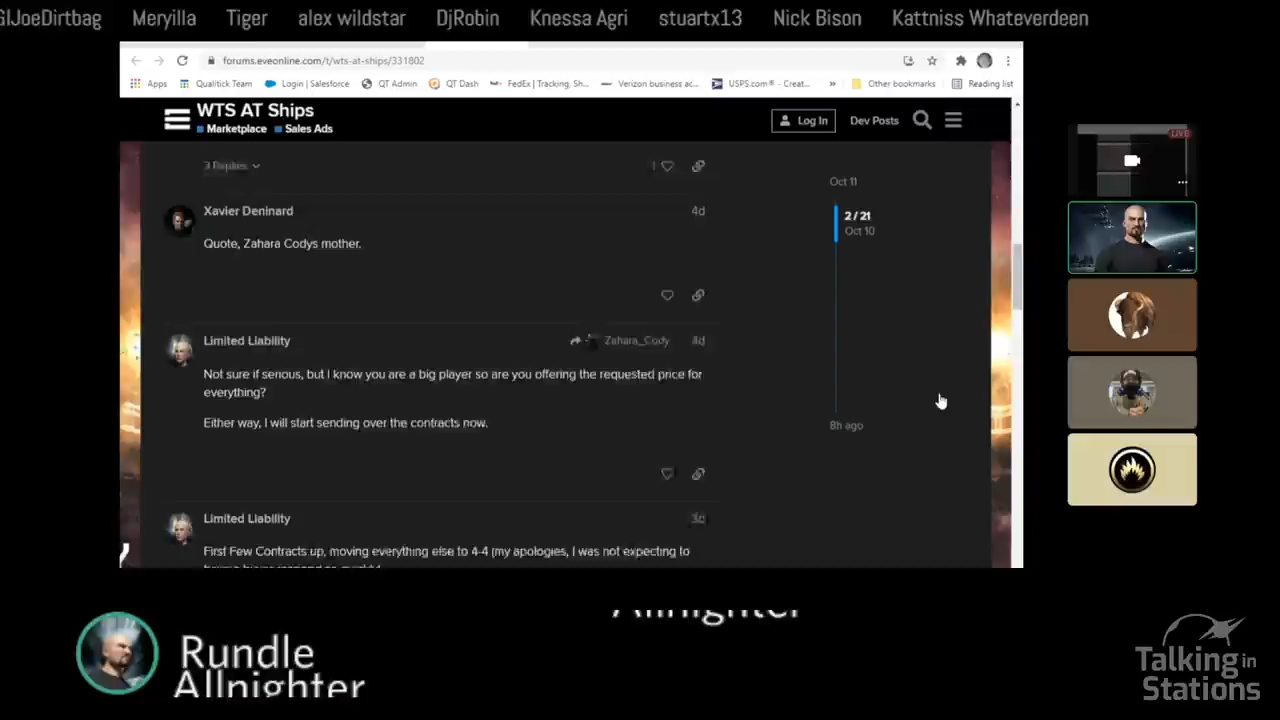 GIJoeDirtbag Meryilla Tiger alex wildstar DjRobin Knessa Agri stuartx13 Nick Bison Kattniss Whateverdeen
forums.eveonline.com/t/wts-at-ships/331802
Apps Qualitick Team Login | Salesforce QT Admin QT Dash FedEx | Tracking, Sh... Verizon business ac... USPS.com® - Creat... » Other bookmarks Reading list
WTS AT Ships
Marketplace Sales Ads
Log In Dev Posts
LIVE
3 Replies 1
Oct 11
Xavier Deninard 4d
2 / 21
Oct 10
Quote, Zahara Codys mother.
Limited Liability Zahara_Cody 4d
Not sure if serious, but I know you are a big player so are you offering the requested price for
everything?
Either way, I will start sending over the contracts now.
8h ago
Limited Liability 3d
First Few Contracts up, moving everything else to 4-4 (my apologies, I was not expecting to
Allnighter
Rundle
Allnighter
Talking in
Stations